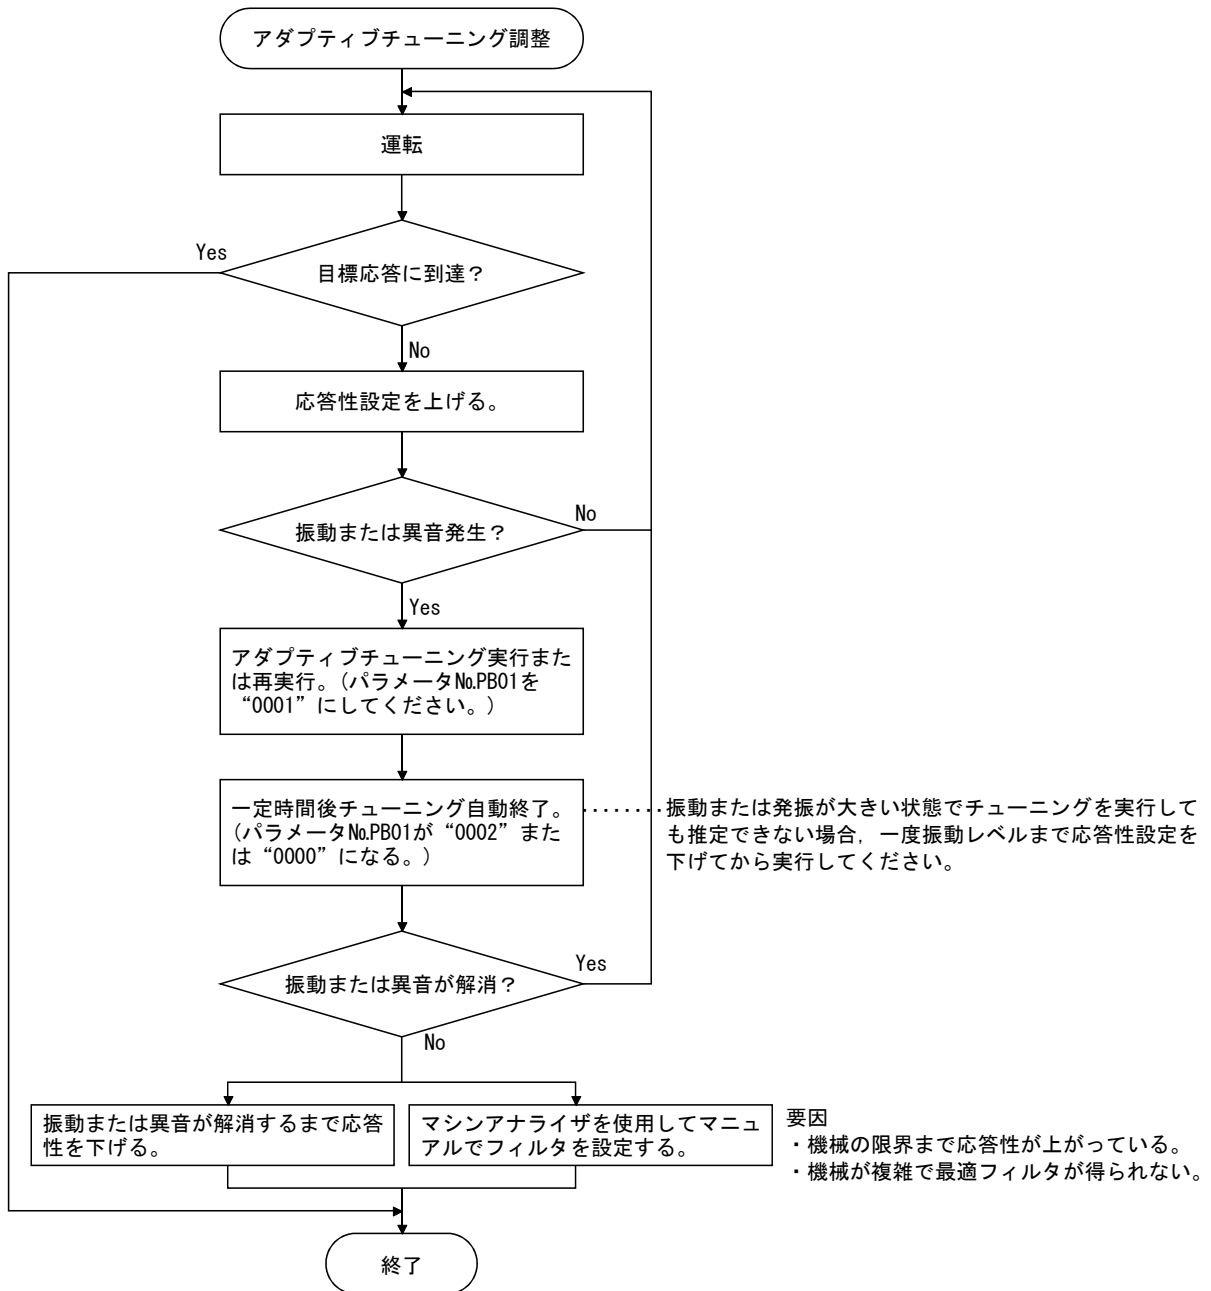 アダプティブチューニング調整
運転
Yes
目標応答に到達？
No
応答性設定を上げる。
振動または異音発生？
No
Yes
アダプティブチューニング実行また
は再実行。(パラメータ№PB01を
“0001”にしてください。)
一定時間後チューニング自動終了。
(パラメータ№PB01が“0002”また
は“0000”になる。)
振動または発振が大きい状態でチューニングを実行して
も推定できない場合，一度振動レベルまで応答性設定を
下げてから実行してください。
振動または異音が解消？
Yes
No
振動または異音が解消するまで応答
性を下げる。
マシンアナライザを使用してマニュ
アルでフィルタを設定する。
要因
・機械の限界まで応答性が上がっている。
・機械が複雑で最適フィルタが得られない。
終了